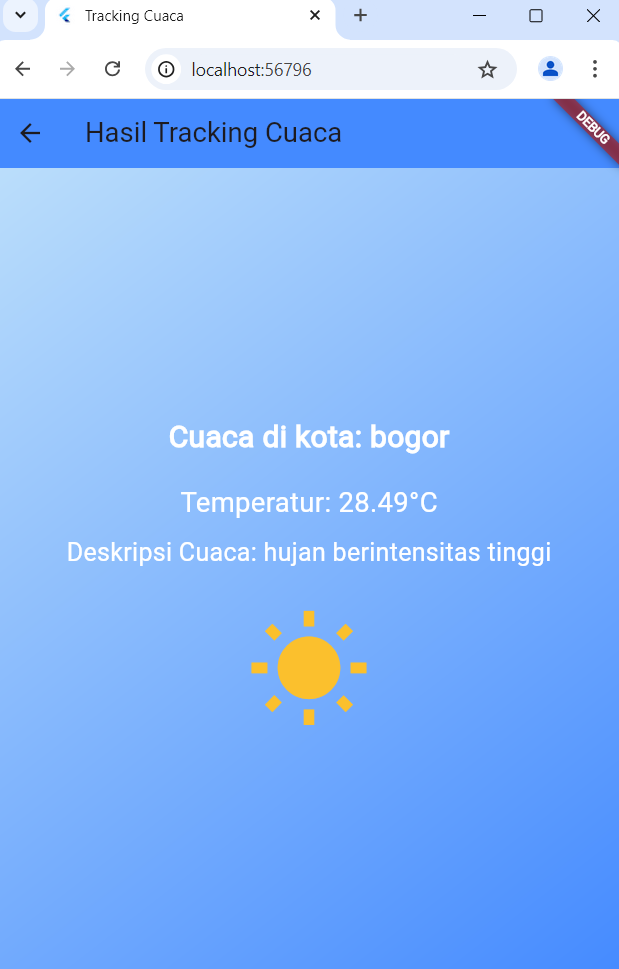 Tracking Cuaca
localhost:56796
Hasil Tracking Cuaca
DEBUG
Cuaca di kota: bogor
Temperatur: 28.49°C
Deskripsi Cuaca: hujan berintensitas tinggi